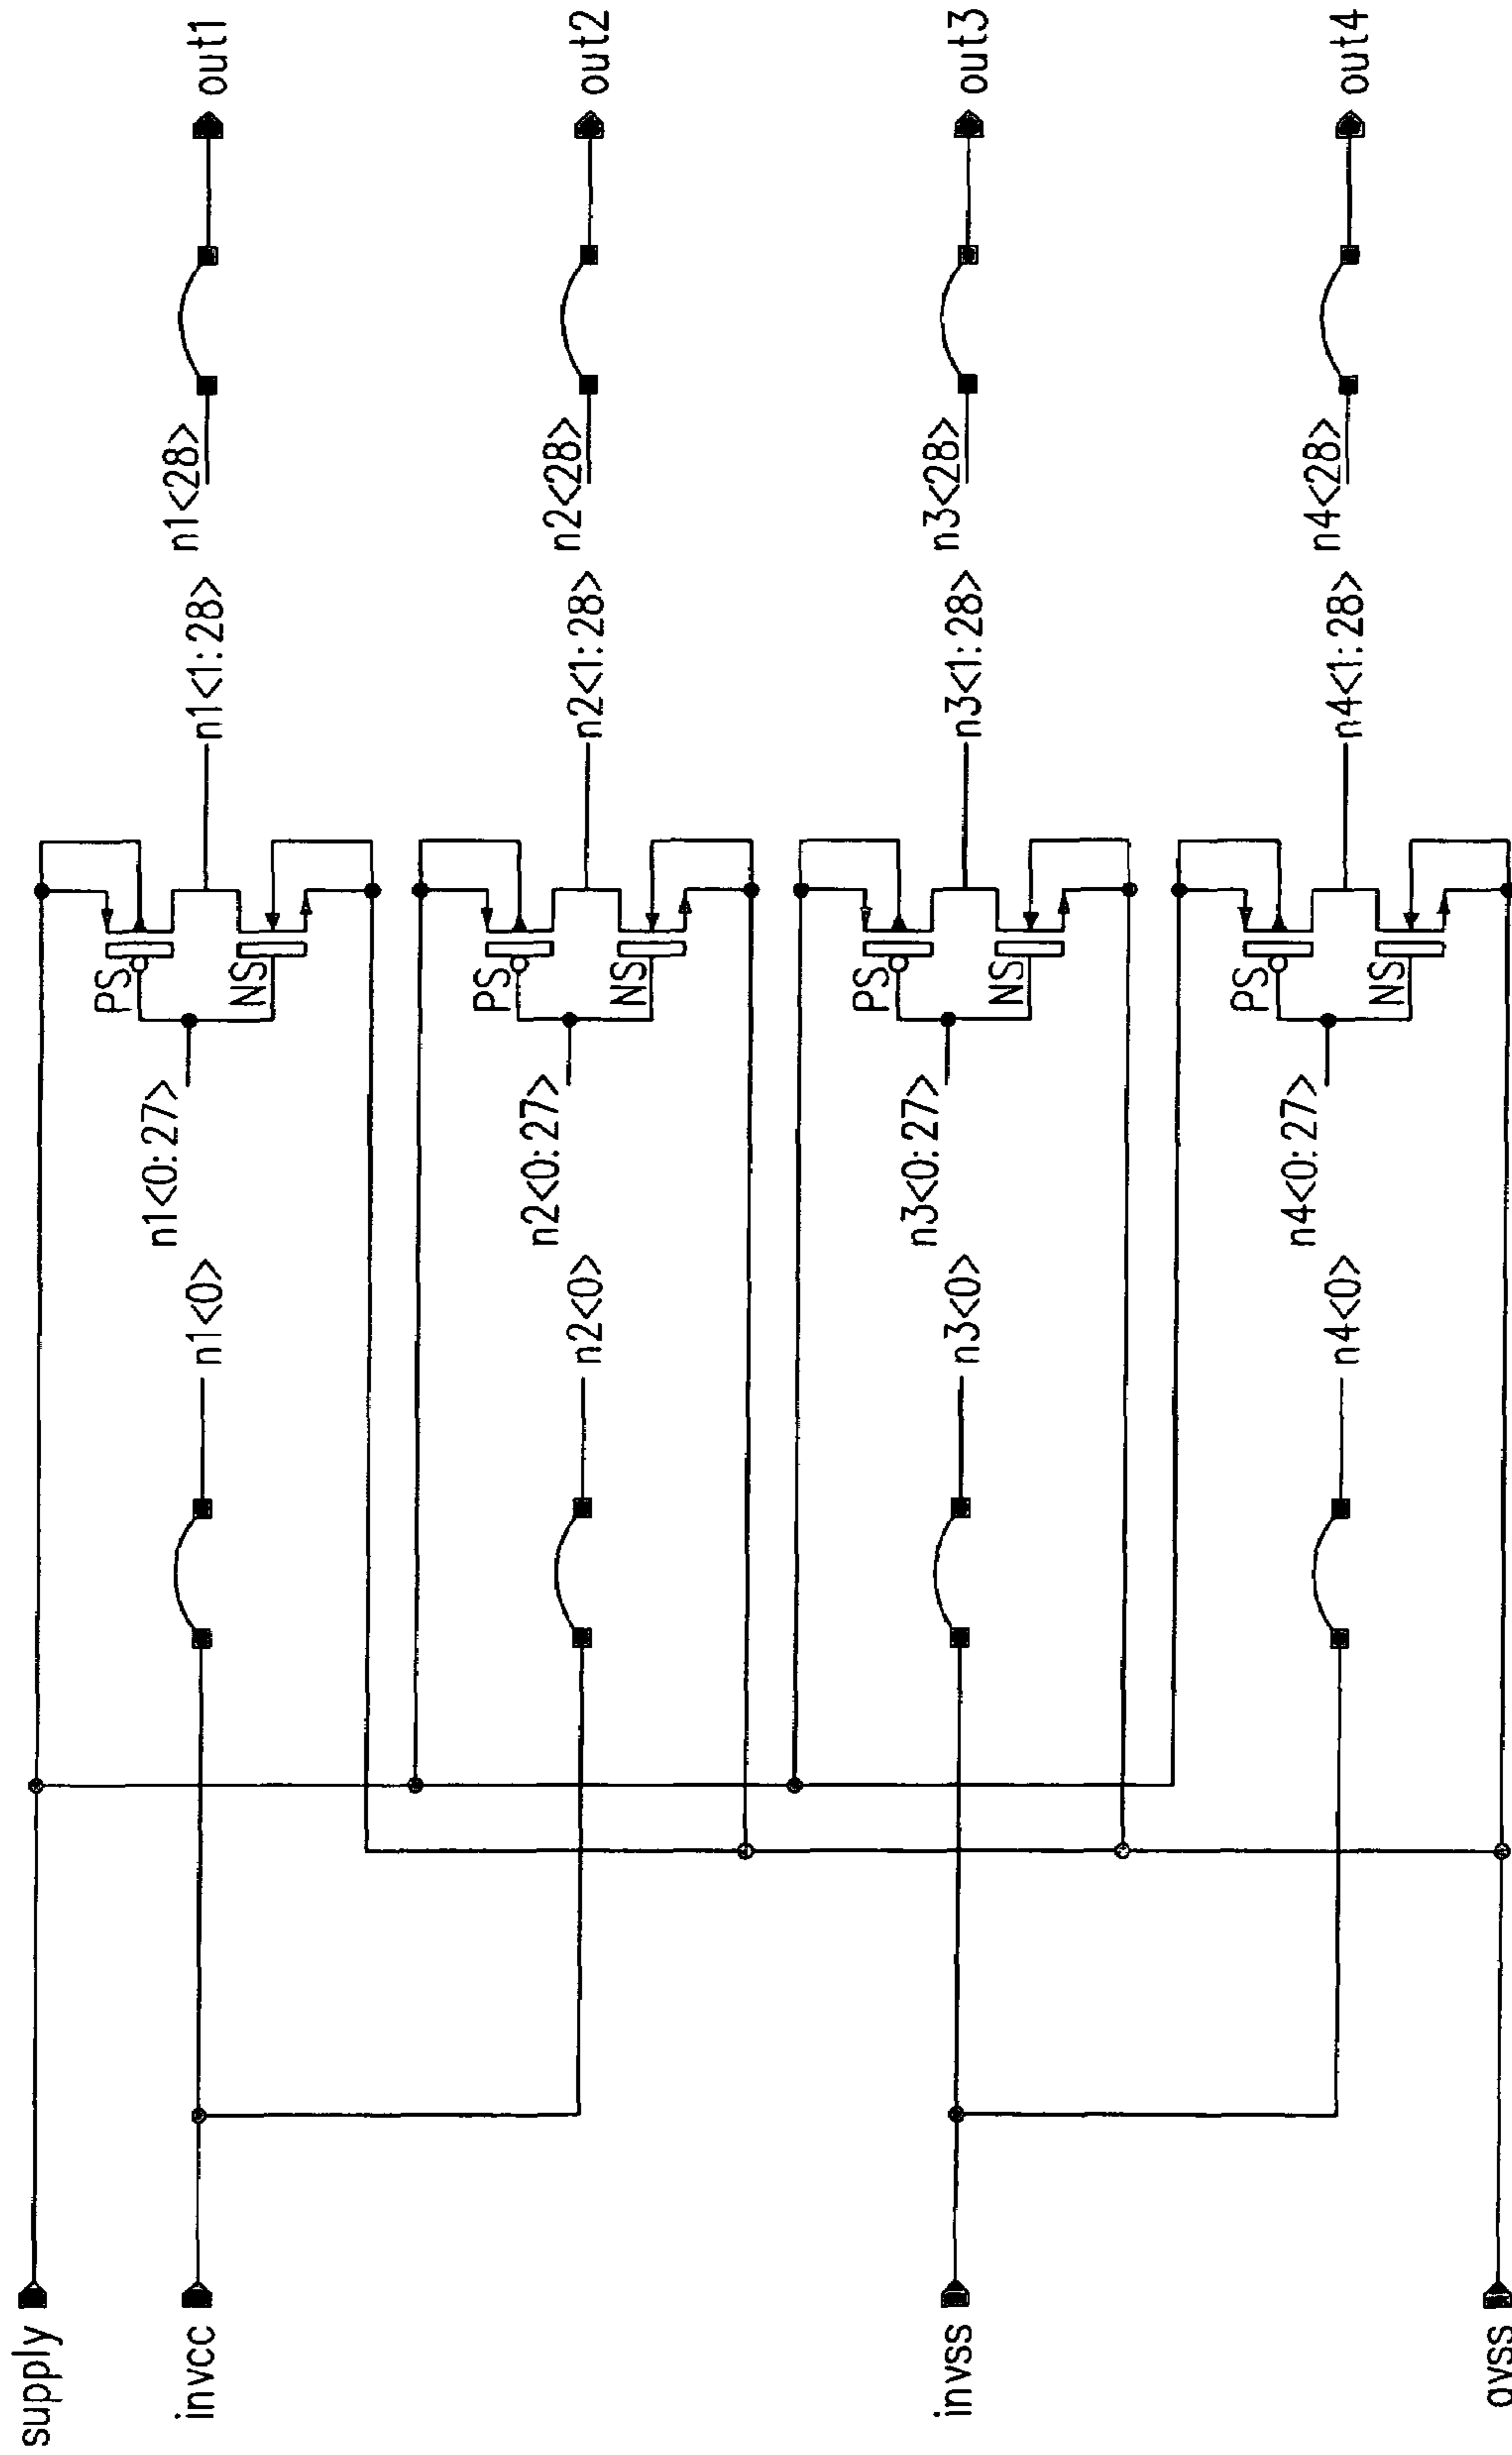 supply
PS
n1<0:27>
n1<28>
invcc
n1<0>
n1<1:28>
out1
NS
PS
n2<0:27>
n2<28>
n2<0>
n2<1:28>
out2
NS
PS
n3<0:27>
n3<28>
invss
n3<0>
n3<1:28>
out3
NS
PS
n4<0:27>
n4<28>
n4<0>
n4<1:28>
out4
NS
avss